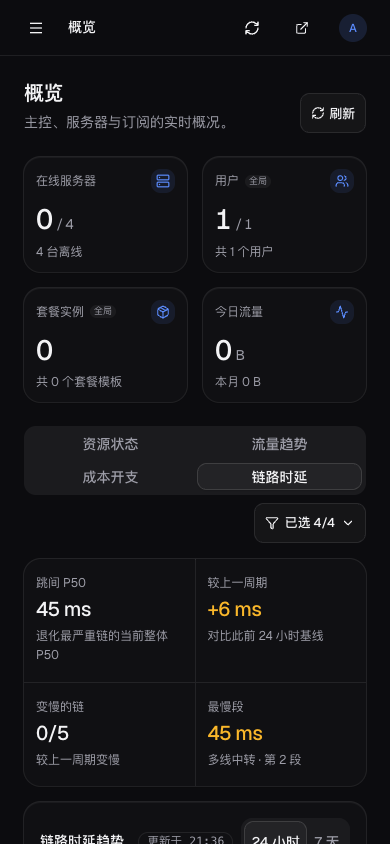 概览
A
概览
主控、服务器与订阅的实时概况。
刷新
在线服务器
0 / 4
4 台离线
用户 全局
1 / 1
共 1 个用户
套餐实例 全局
0
共 0 个套餐模板
今日流量
0 B
本月 0 B
资源状态
流量趋势
成本开支
链路时延
已选 4/4
跳间 P50
45 ms
退化最严重链的当前整体
P50
较上一周期
+6 ms
对比此前 24 小时基线
变慢的链
0/5
较上一周期变慢
最慢段
45 ms
多线中转 · 第 2 段
链路时延趋势 更新于 21:36 24 小时 7 天